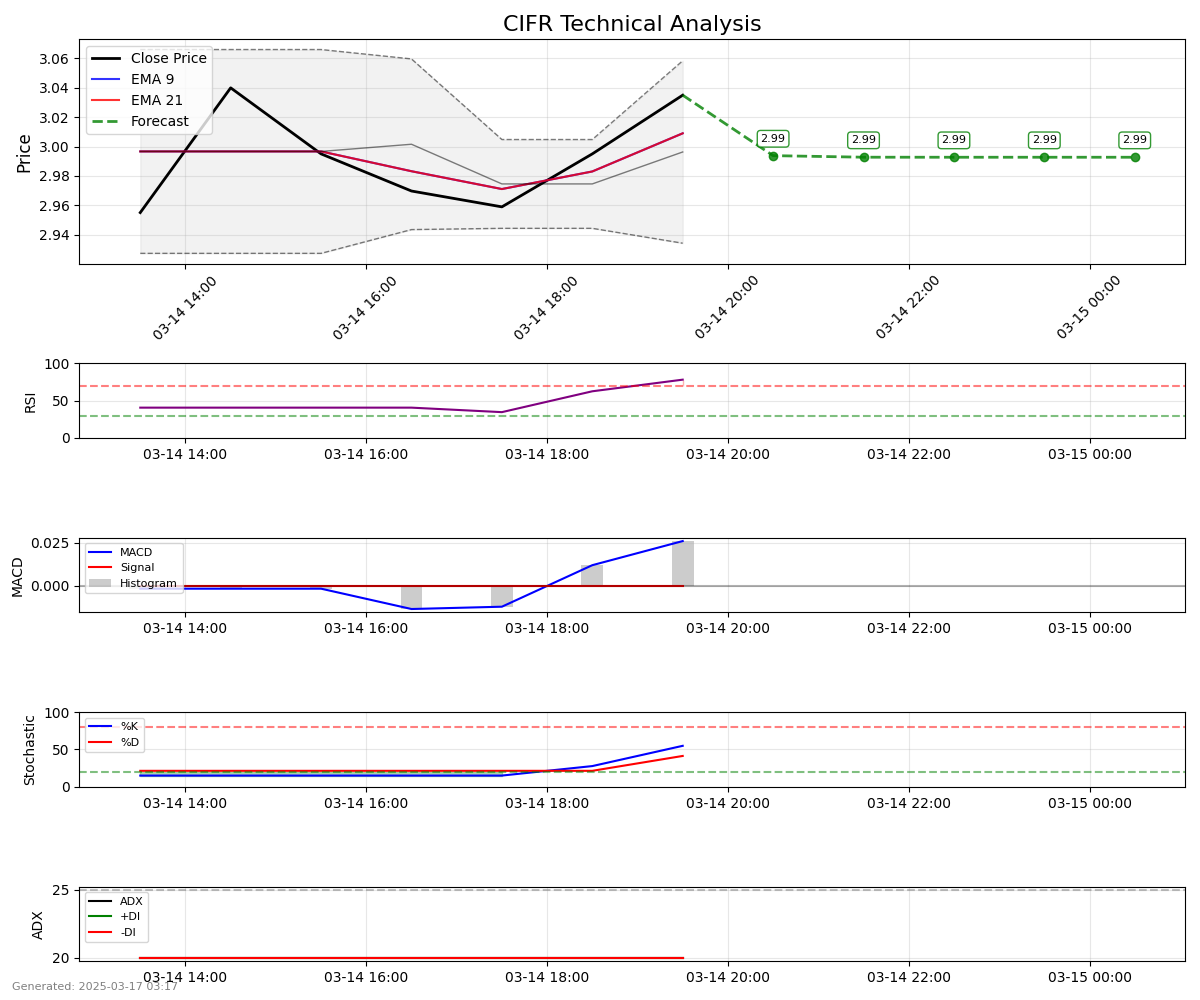 CIFR Technical Analysis
Price
3.06
3.04
3.02
3.00
2.98
2.96
2.94
Close Price
EMA 9
EMA 21
Forecast
2.99 2.99 2.99 2.99 2.99
03-14 14:00 03-14 16:00 03-14 18:00 03-14 20:00 03-14 22:00 03-15 00:00
RSI
100
50
0
03-14 14:00 03-14 16:00 03-14 18:00 03-14 20:00 03-14 22:00 03-15 00:00
MACD
0.025
0.000
MACD
Signal
Histogram
03-14 14:00 03-14 16:00 03-14 18:00 03-14 20:00 03-14 22:00 03-15 00:00
Stochastic
100
50
0
%K
%D
03-14 14:00 03-14 16:00 03-14 18:00 03-14 20:00 03-14 22:00 03-15 00:00
ADX
25
20
ADX
+DI
-DI
03-14 14:00 03-14 16:00 03-14 18:00 03-14 20:00 03-14 22:00 03-15 00:00
Generated: 2025-03-17 03:17